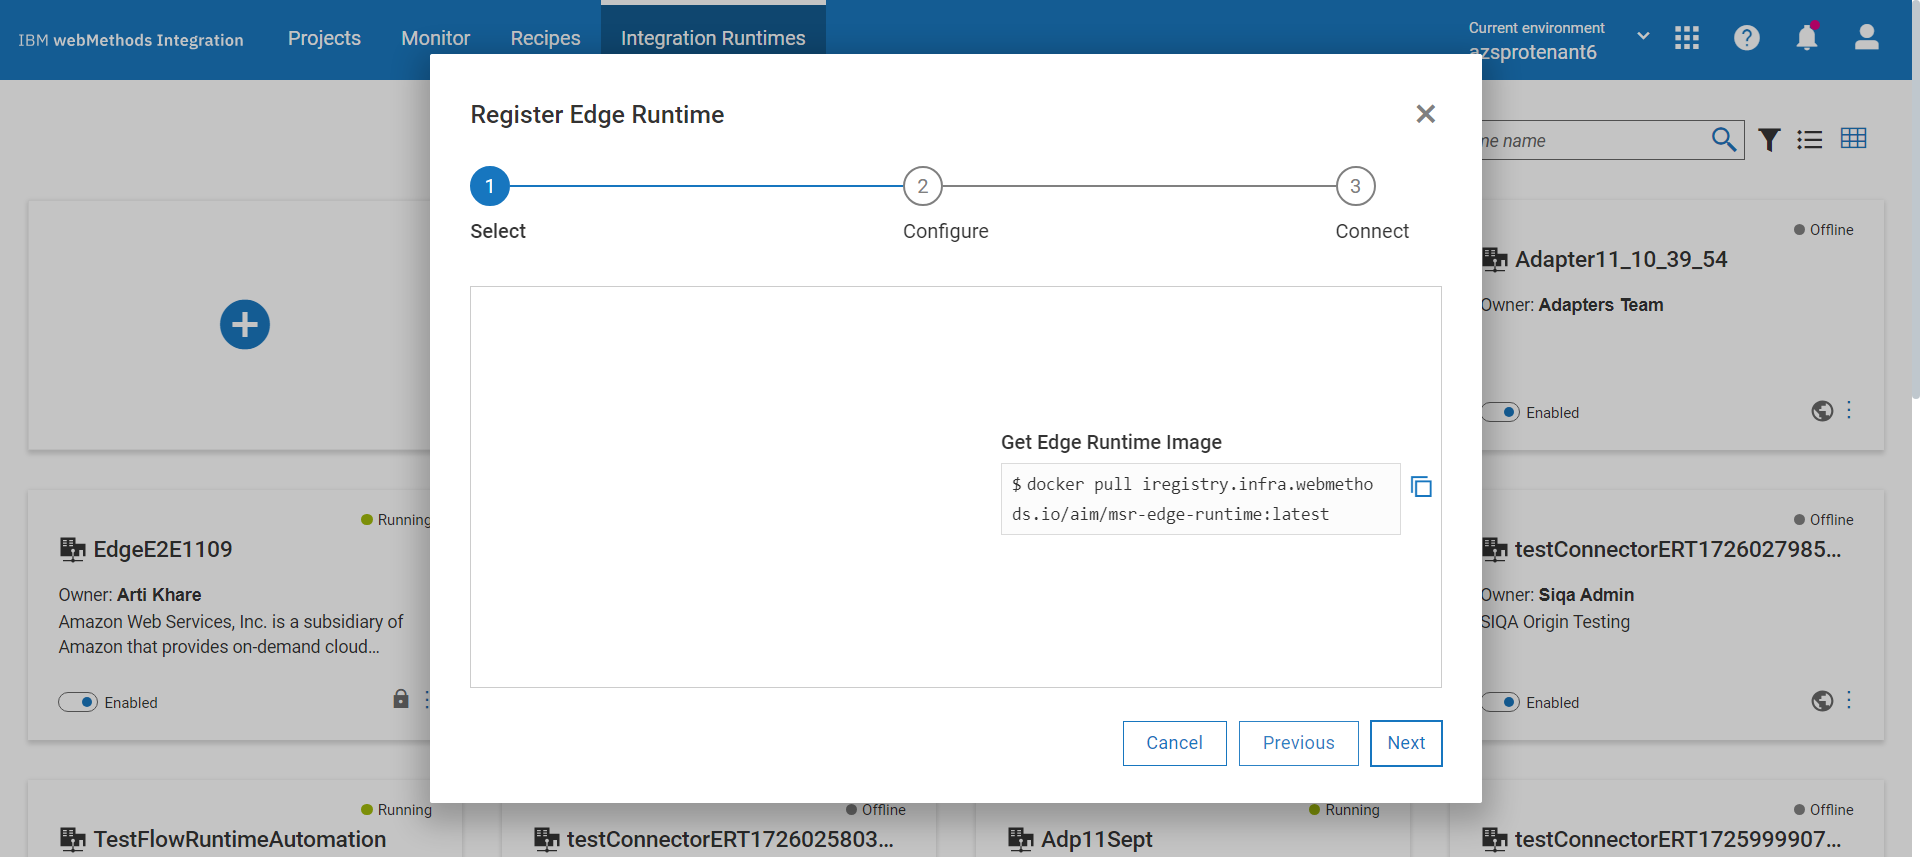 IBM webMethods Integration
Projects
Monitor
Recipes
Integration Runtimes
Current environment
azsprotenant6
Register Edge Runtime
1
2
3
Select
Configure
Connect
Get Edge Runtime Image
$ docker pull iregistry.infra.webmetho
ds.io/aim/msr-edge-runtime:latest
Cancel
Previous
Next
name
Offline
Adapter11_10_39_54
Owner: Adapters Team
Enabled
Running
EdgeE2E1109
Owner: Arti Khare
Amazon Web Services, Inc. is a subsidiary of
Amazon that provides on-demand cloud...
Enabled
Offline
testConnectorERT1726027985...
Owner: Siqa Admin
SIQA Origin Testing
Enabled
Running
TestFlowRuntimeAutomation
Offline
testConnectorERT1726025803...
Running
Adp11Sept
Offline
testConnectorERT1725999907...